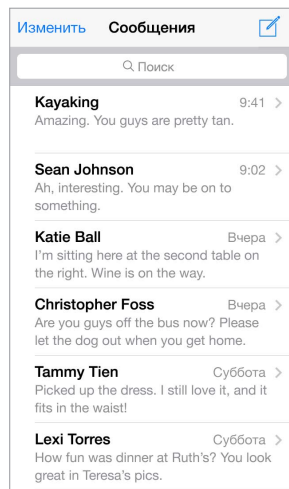 Изменить Сообщения
Поиск
Kayaking 9:41
Amazing. You guys are pretty tan.
Sean Johnson 9:02
Ah, interesting. You may be on to
something.
Katie Ball Вчера
I'm sitting here at the second table on
the right. Wine is on the way.
Christopher Foss Вчера
Are you guys off the bus now? Please
let the dog out when you get home.
Tammy Tien Суббота
Picked up the dress. I still love it, and it
fits in the waist!
Lexi Torres Суббота
How fun was dinner at Ruth's? You look
great in Teresa's pics.